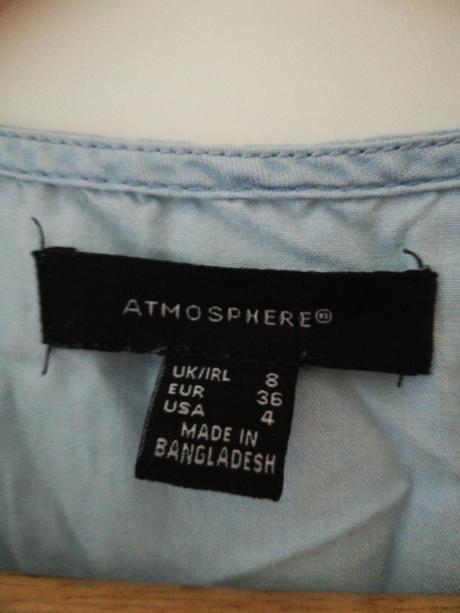 ATMOSPHERE®
UK/IRL 8
EUR 36
USA 4
MADE IN
BANGLADESH